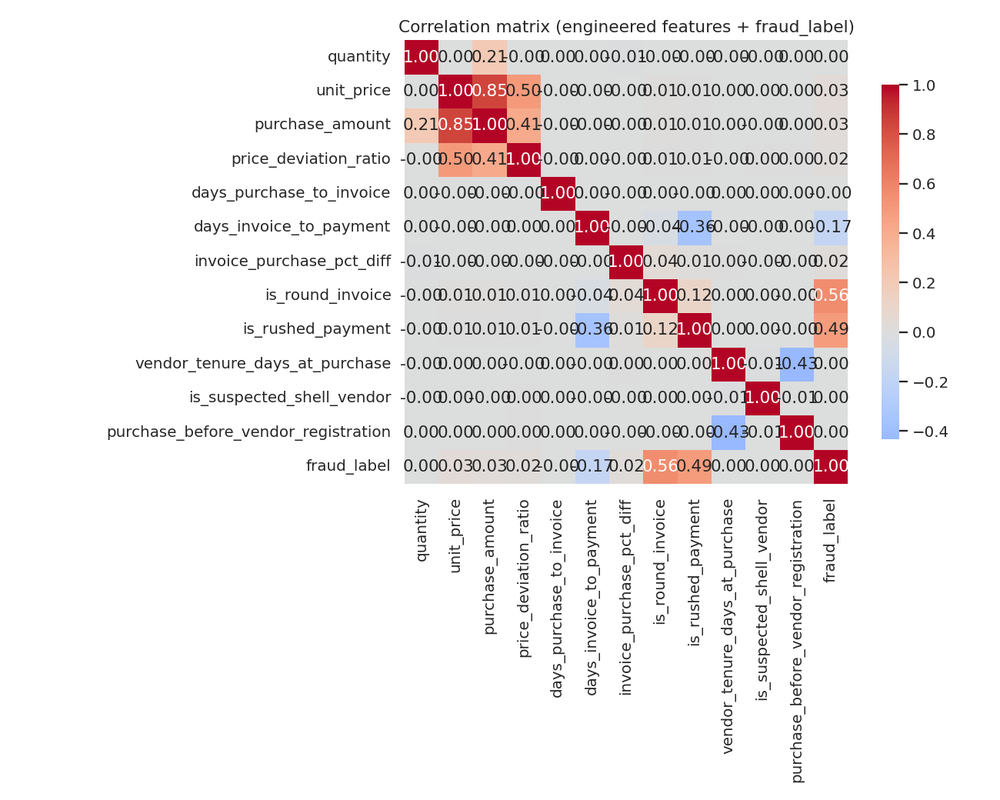 Correlation matrix (engineered features + fraud_label)
quantity 1.00 0.00 0.21 -0.00 0.00 0.00 -0.01 -0.00 -0.00 -0.00 -0.00 0.00 0.00
unit_price 0.00 1.00 0.85 0.50 -0.00 -0.00 -0.00 0.01 0.01 0.00 0.00 0.00 0.03
purchase_amount 0.21 0.85 1.00 0.41 -0.00 -0.00 -0.00 0.01 0.01 0.00 -0.00 0.00 0.03
price_deviation_ratio -0.00 0.50 0.41 1.00 -0.00 0.00 -0.00 0.01 0.01 -0.00 0.00 0.00 0.02
days_purchase_to_invoice 0.00 -0.00 -0.00 -0.00 1.00 0.00 -0.00 0.00 -0.00 0.00 0.00 0.00 -0.00
days_invoice_to_payment 0.00 -0.00 -0.00 0.00 0.00 1.00 -0.00 -0.04 -0.36 -0.00 -0.00 0.00 -0.17
invoice_purchase_pct_diff -0.01 -0.00 -0.00 -0.00 -0.00 -0.00 1.00 0.04 0.01 0.00 -0.00 -0.00 0.02
is_round_invoice -0.00 0.01 0.01 0.01 0.00 -0.04 0.04 1.00 0.12 0.00 0.00 -0.00 0.56
is_rushed_payment -0.00 0.01 0.01 0.01 -0.00 -0.36 0.01 0.12 1.00 0.00 0.00 -0.00 0.49
vendor_tenure_days_at_purchase -0.00 0.00 0.00 -0.00 0.00 -0.00 0.00 0.00 0.00 1.00 -0.01 -0.43 0.00
is_suspected_shell_vendor -0.00 0.00 -0.00 0.00 0.00 -0.00 -0.00 0.00 0.00 -0.01 1.00 -0.01 0.00
purchase_before_vendor_registration 0.00 0.00 0.00 0.00 0.00 0.00 -0.00 -0.00 -0.00 -0.43 -0.01 1.00 0.00
fraud_label 0.00 0.03 0.03 0.02 -0.00 -0.17 0.02 0.56 0.49 0.00 0.00 0.00 1.00
quantity
unit_price
purchase_amount
price_deviation_ratio
days_purchase_to_invoice
days_invoice_to_payment
invoice_purchase_pct_diff
is_round_invoice
is_rushed_payment
vendor_tenure_days_at_purchase
is_suspected_shell_vendor
purchase_before_vendor_registration
fraud_label
1.0
0.8
0.6
0.4
0.2
0.0
−0.2
−0.4